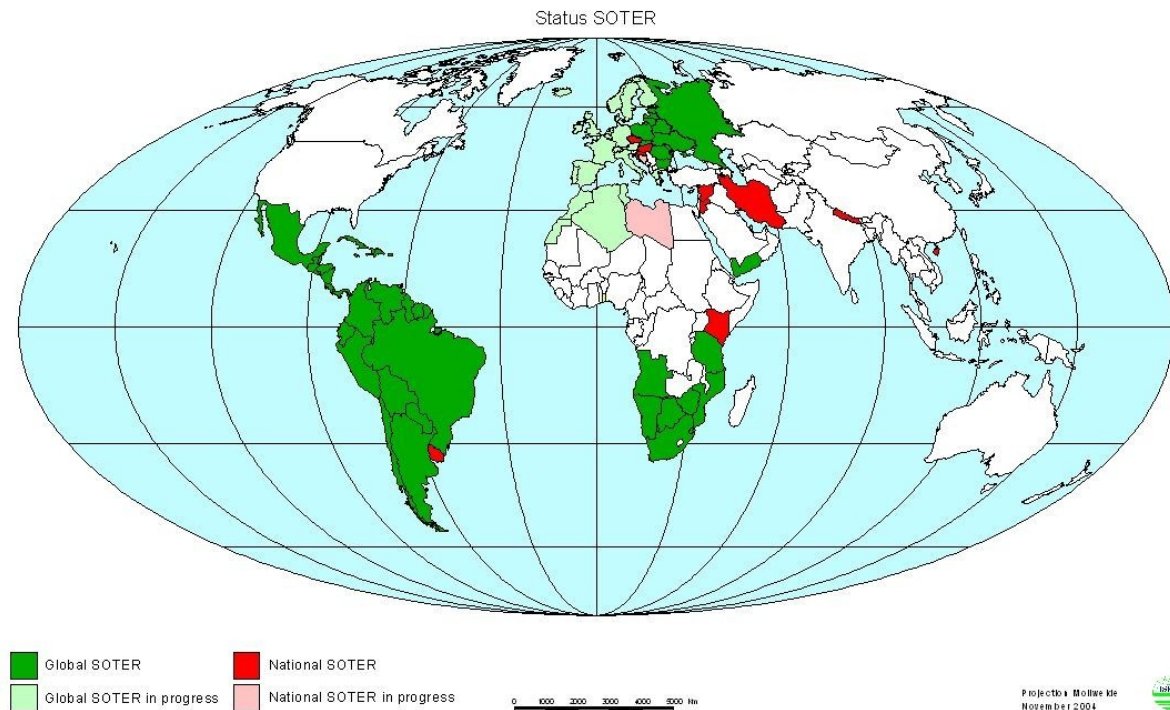 Status SOTER
Global SOTER
National SOTER
Global SOTER in progress
National SOTER in progress
0 1000 2000 3000 4000 5000 Km
Projection Mollweide
November 2004